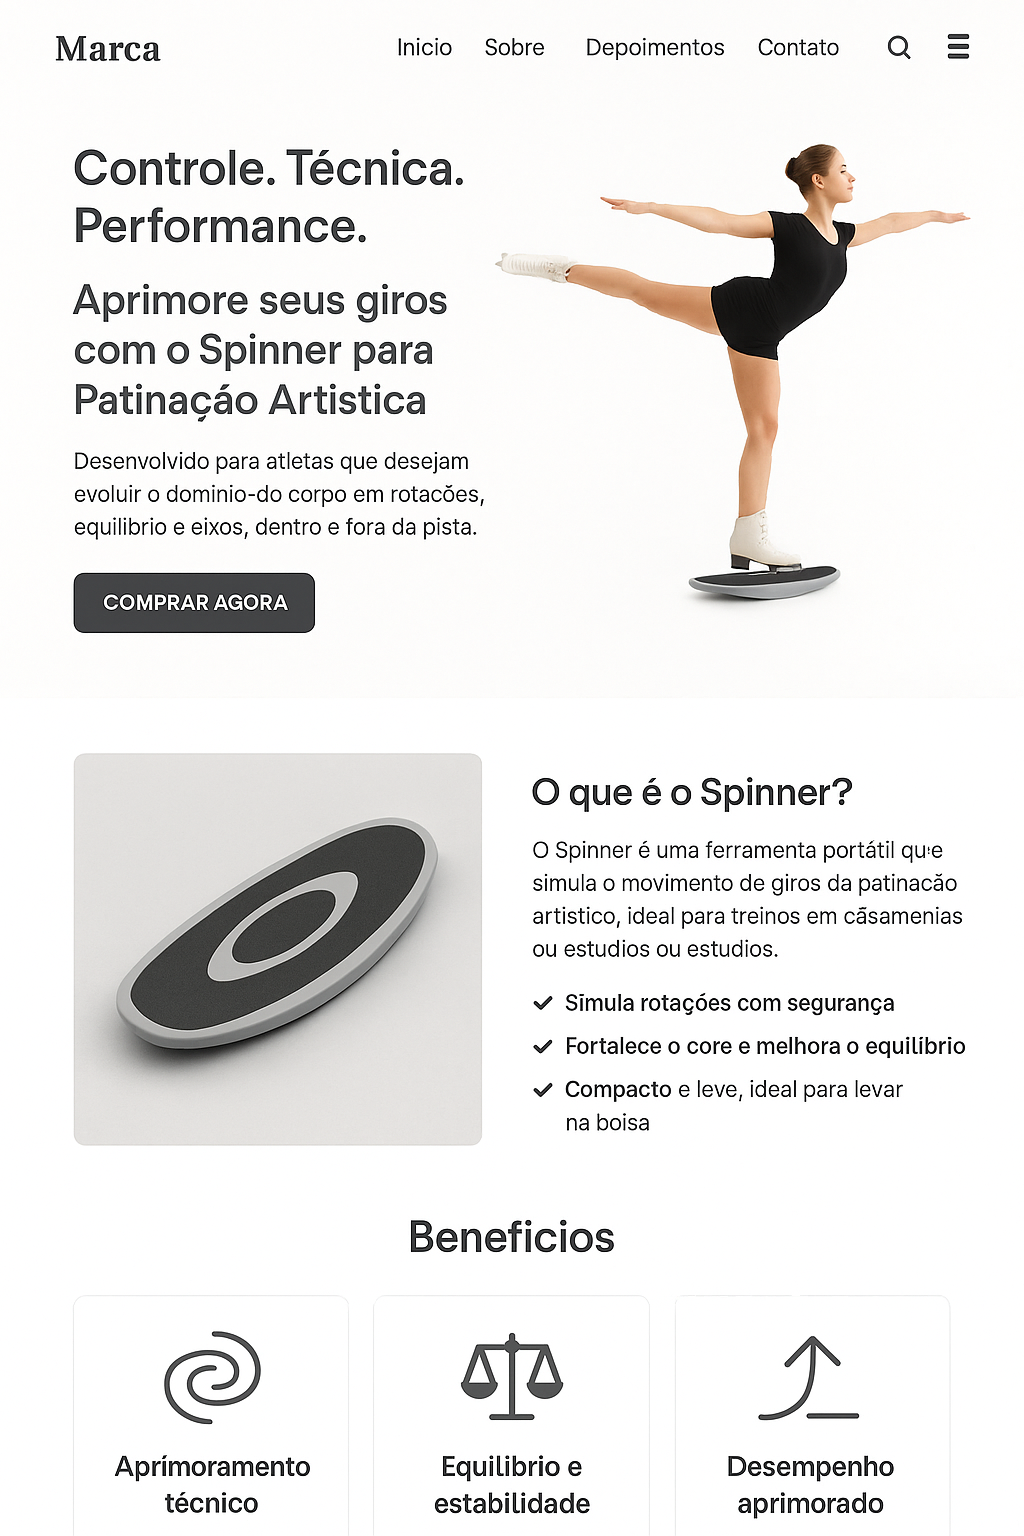 Marca
Inicio Sobre Depoimentos Contato
Controle. Técnica.
Performance.
Aprimore seus giros
com o Spinner para
Patinaçáo Artistica
Desenvolvido para atletas que desejam
evoluir o dominio-do corpo em rotacões,
equilibrio e eixos, dentro e fora da pista.
COMPRAR AGORA
O que é o Spinner?
O Spinner é uma ferramenta portátil que
simula o movimento de giros da patinacão
artistico, ideal para treinos em cãsamenias
ou estudios ou estudios.
Simula rotaçóes com segurança
Fortalece o core e melhora o equilíbrio
Compacto e leve, ideal para levar
na boisa
Beneficios
Aprímoramento
técnico
Equilibrio e
estabilidade
Desempenho
aprimorado